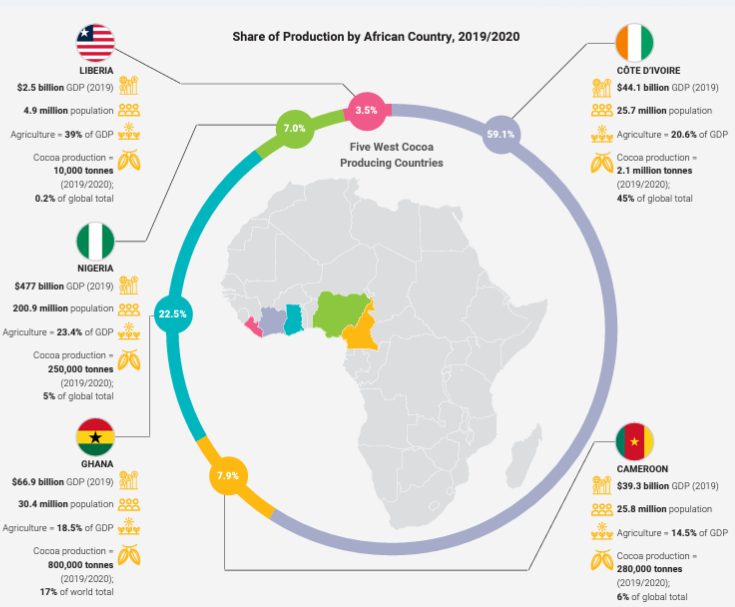 Share of Production by African Country, 2019/2020
LIBERIA
$2.5 billion GDP (2019)
4.9 million population
Agriculture = 39% of GDP
Cocoa production =
10,000 tonnes
(2019/2020);
0.2% of global total
NIGERIA
$477 billion GDP (2019)
200.9 million population
Agriculture = 23.4% of GDP
Cocoa production =
250,000 tonnes
(2019/2020);
5% of global total
GHANA
$66.9 billion GDP (2019)
30.4 million population
Agriculture = 18.5% of GDP
Cocoa production =
800,000 tonnes
(2019/2020);
17% of world total
3.5%
7.0%
59.1%
Five West Cocoa
Producing Countries
22.5%
7.9%
CÔTE D'IVOIRE
$44.1 billion GDP (2019)
25.7 million population
Agriculture = 20.6% of GDP
Cocoa production =
2.1 million tonnes
(2019/2020);
45% of global total
CAMEROON
$39.3 billion GDP (2019)
25.8 million population
Agriculture = 14.5% of GDP
Cocoa production =
280,000 tonnes
(2019/2020);
6% of global total